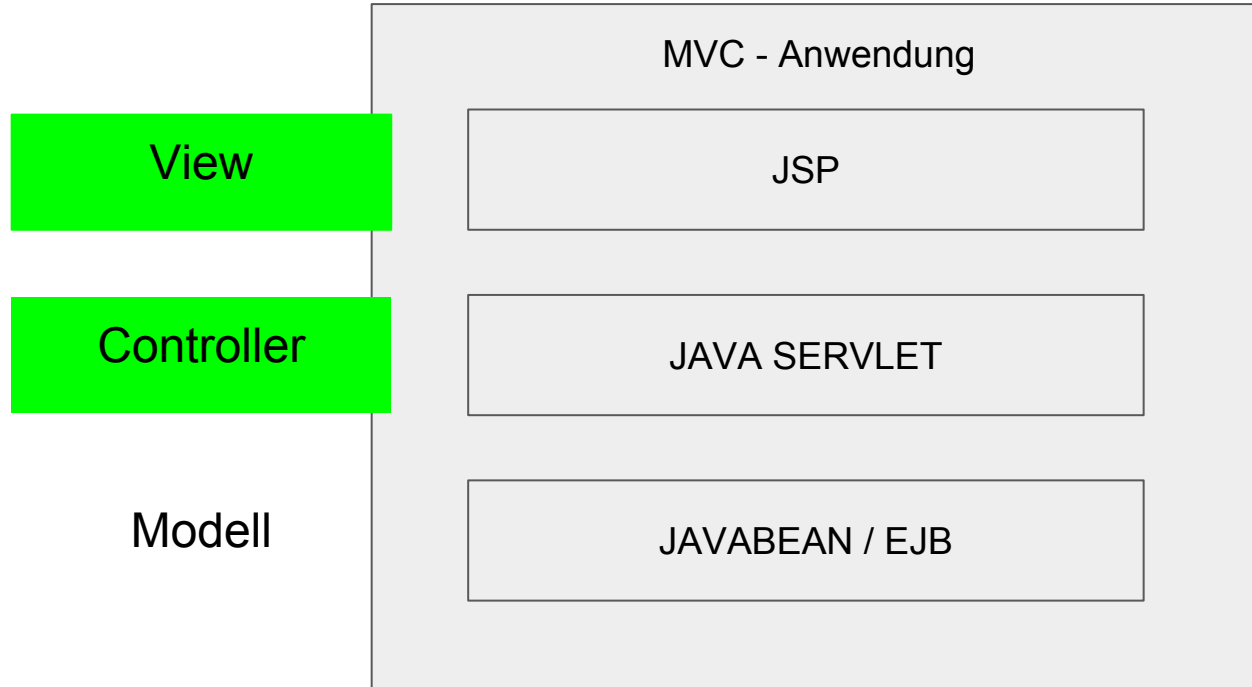 MVC - Anwendung
View
JSP
Controller
JAVA SERVLET
Modell
JAVABEAN / EJB